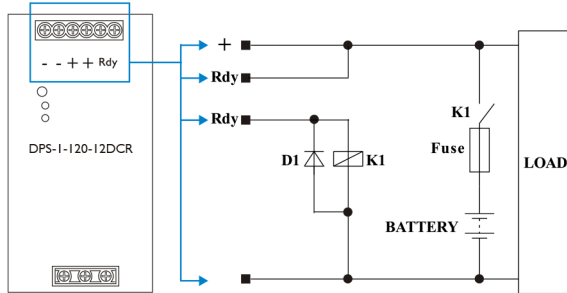 - - + + Rdy
DPS-1-120-12DCR
+
Rdy
Rdy
D1
K1
K1
Fuse
BATTERY
LOAD